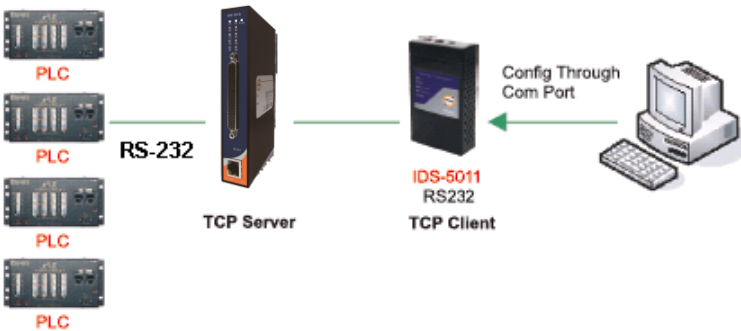 PLC
PLC
PLC
PLC
RS-232
TCP Server
IDS-5011
RS232
TCP Client
Config Through
Com Port